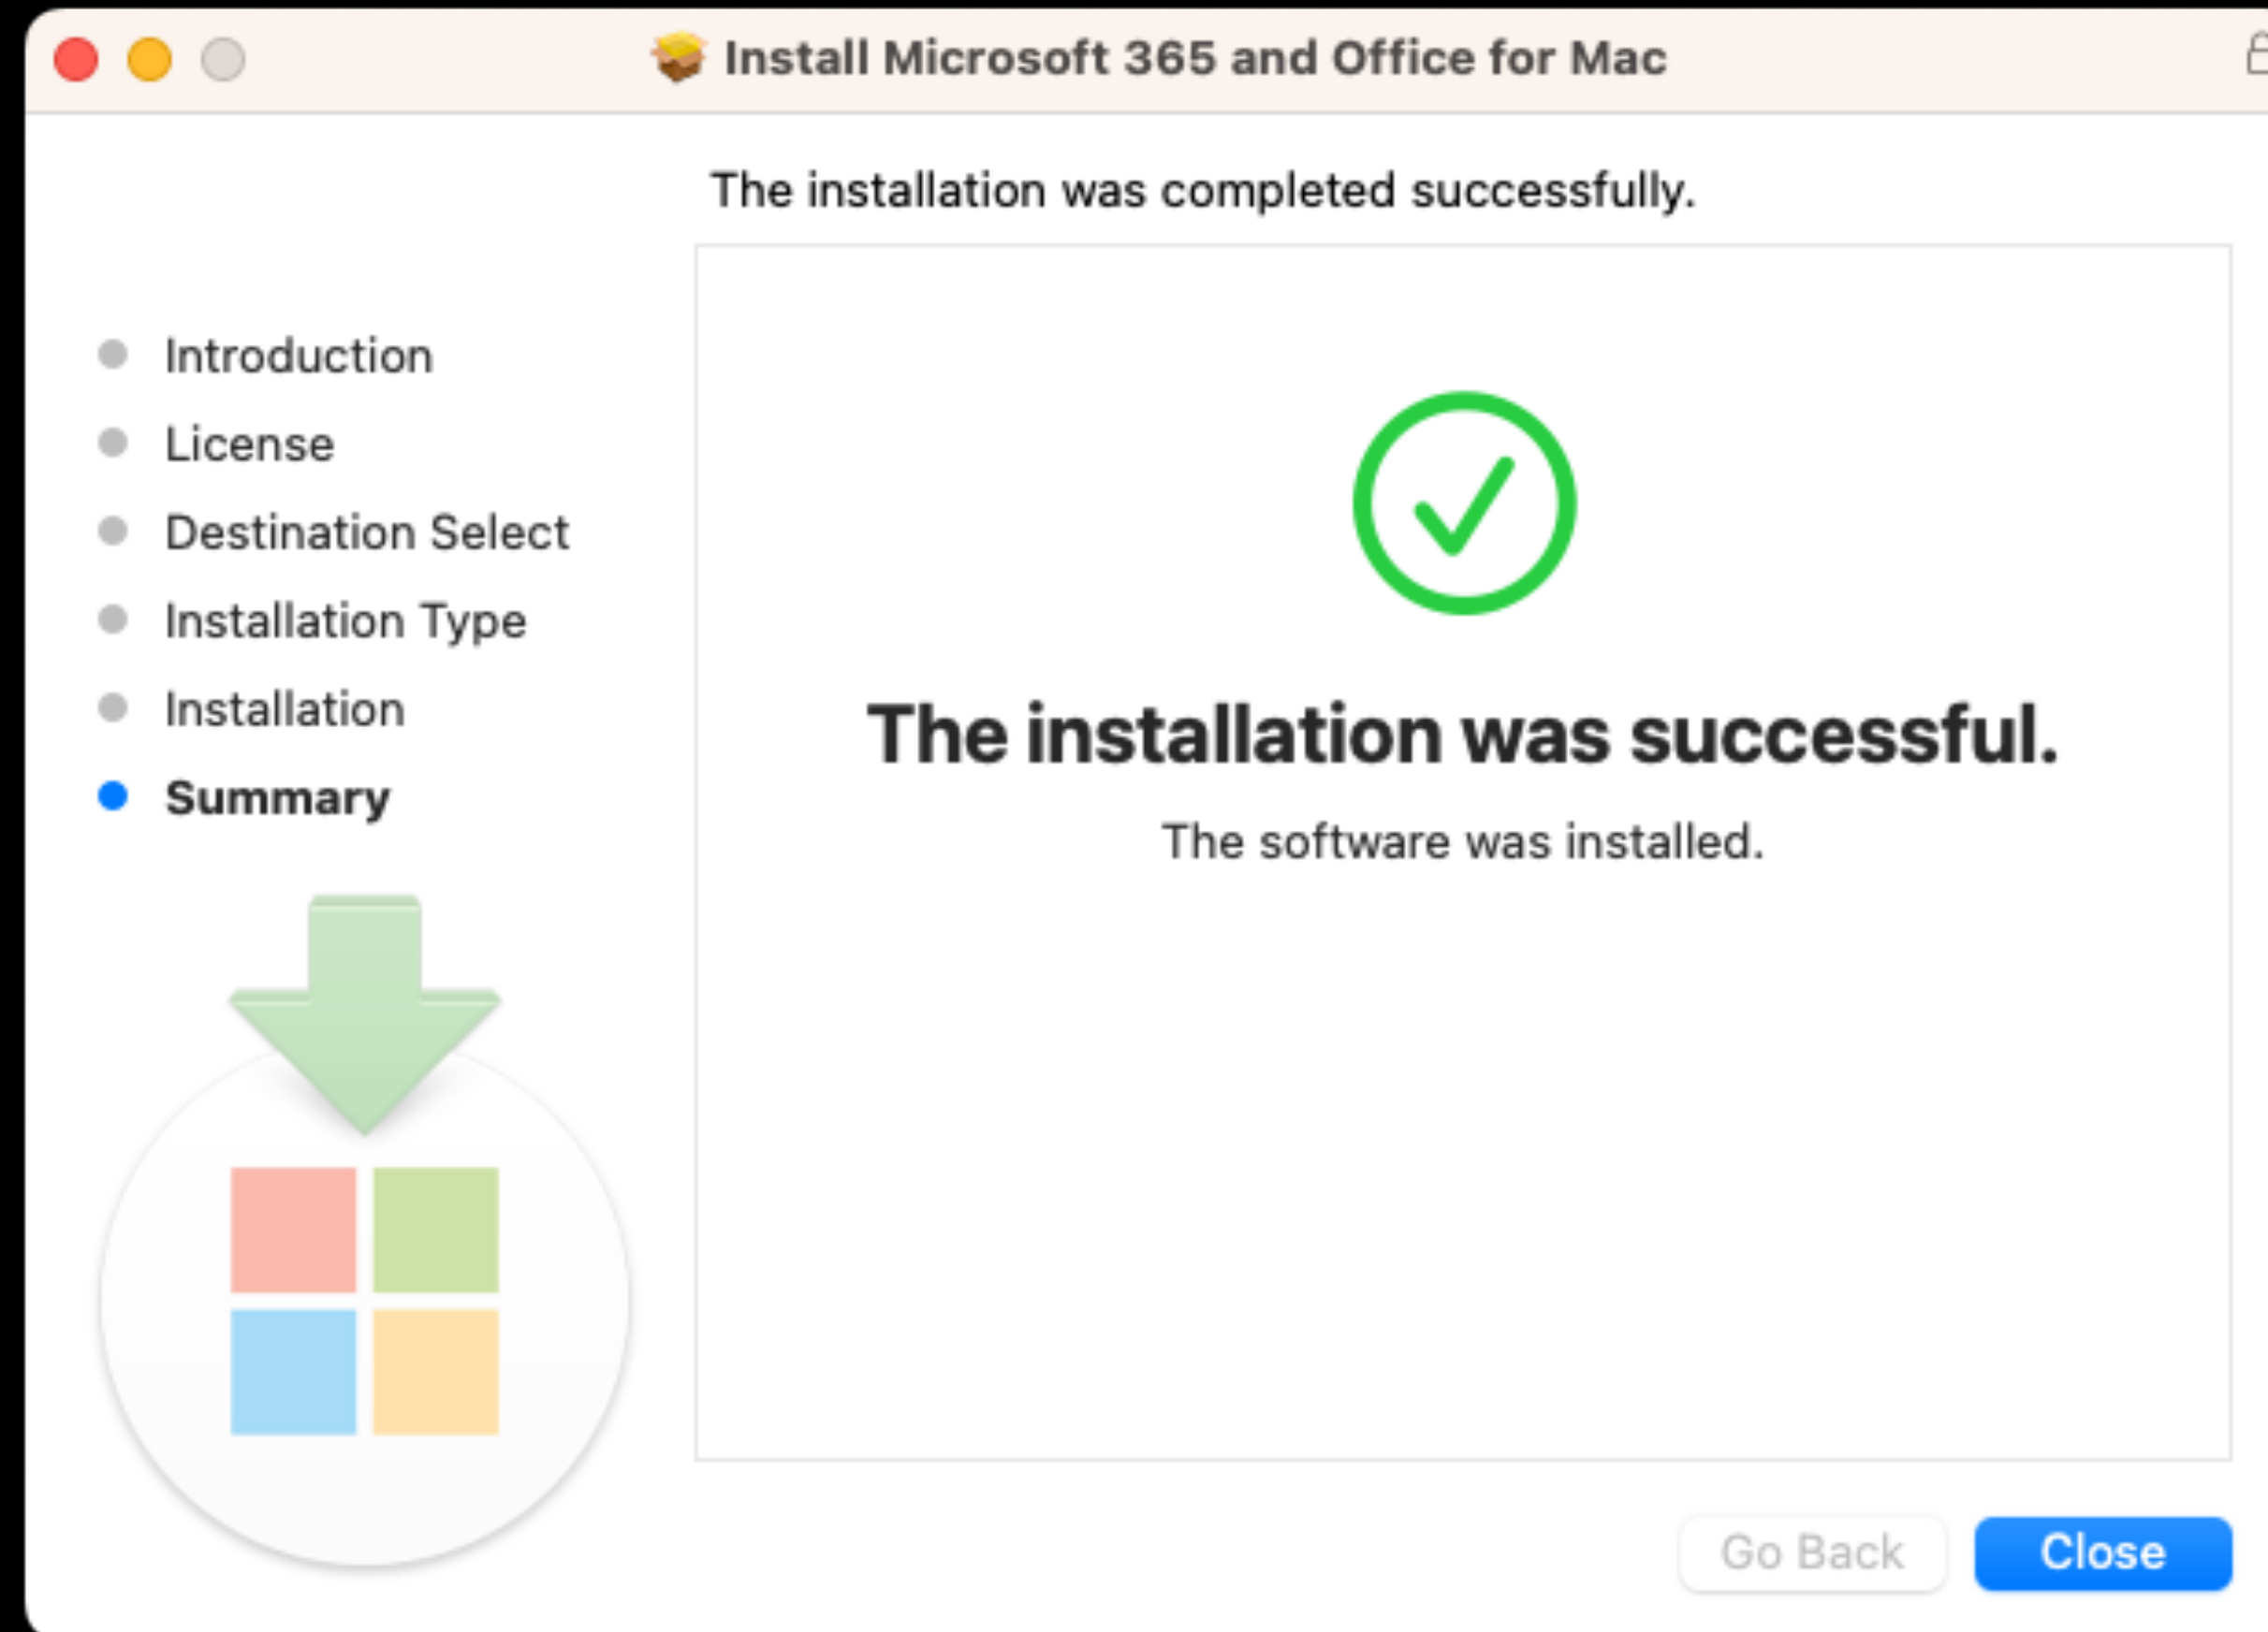 Install Microsoft 365 and Office for Mac
The installation was completed successfully.
Introduction
License
Destination Select
Installation Type
Installation
Summary
The installation was successful.
The software was installed.
Go Back
Close